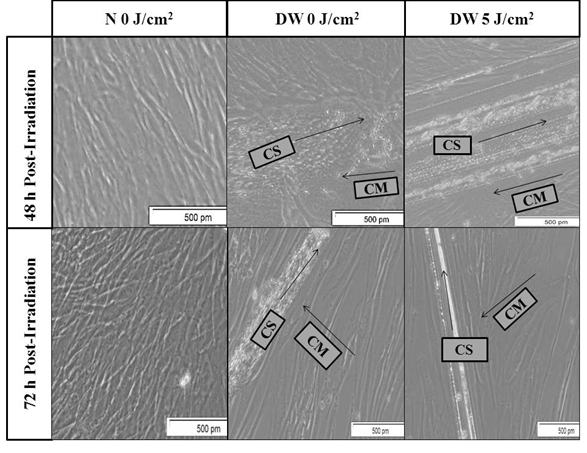 N 0 J/cm²
DW 0 J/cm²
DW 5 J/cm²
48 h Post-Irradiation
500 pm
CS
CM
500 pm
CS
CM
500 pm
72 h Post-Irradiation
500 pm
CS
CM
500 pm
CS
CM
500 pm